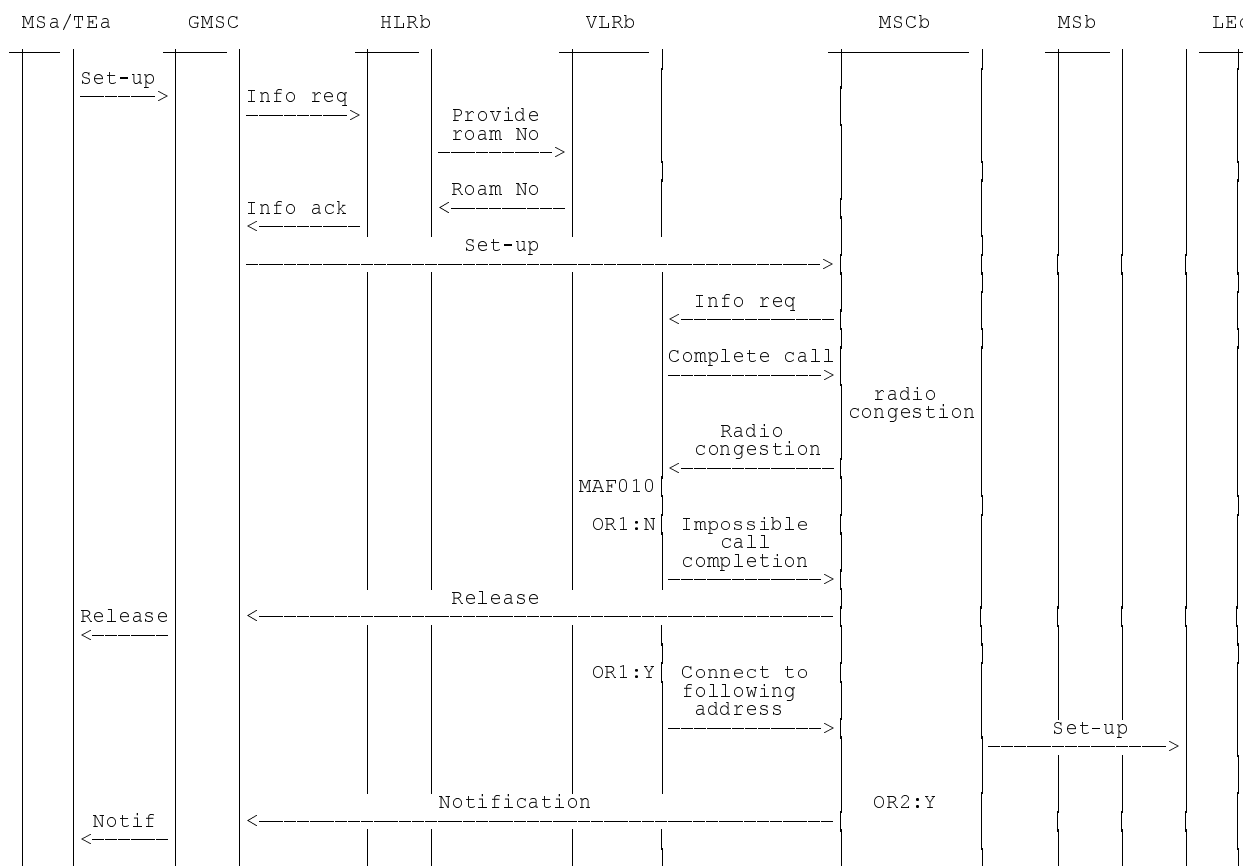 MSa/TEa GMSC HLRb VLRb MSCb MSb LEc
Set-up
Info req
Provide
roam No
Roam No
Info ack
Set-up
Info req
Complete call
radio
congestion
Radio
congestion
MAF010
OR1:N Impossible
call
completion
Release
Release
OR1:Y Connect to
following
address
Set-up
Notification OR2:Y
Notif